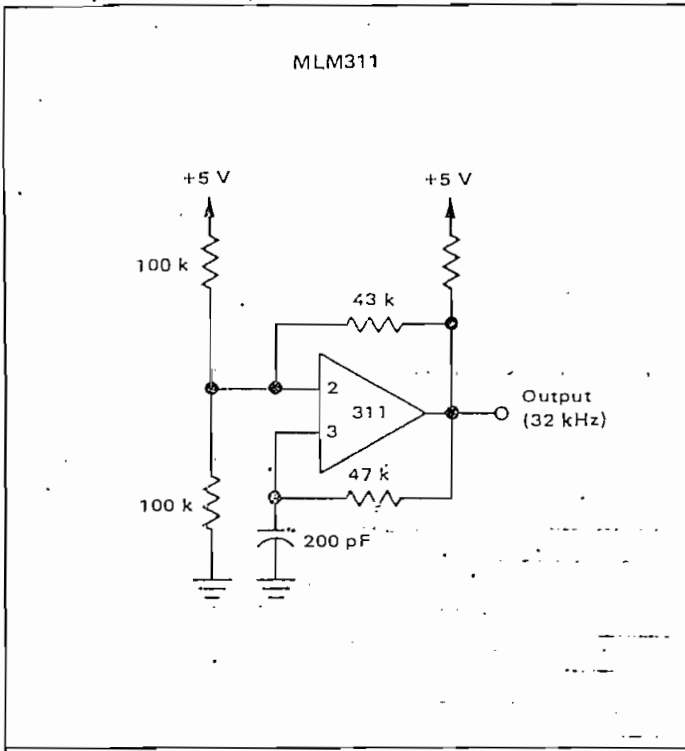 MLM311
+5 V
+5 V
100 k
43 k
2
311
3
Output
(32 kHz)
47 k
100 k
200 pF